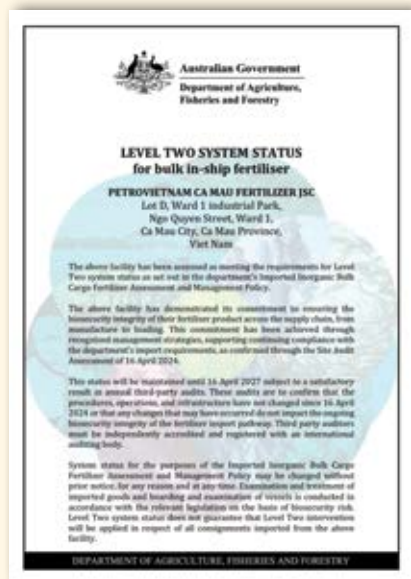 Australian Government
Department of Agriculture,
Fisheries and Forestry
LEVEL TWO SYSTEM STATUS
for bulk in-ship fertiliser
PETROVIETNAM CA MAU FERTILIZER JSC
Lot D, Ward 1 industrial Park,
Ngo Quyen Street, Ward 1,
Ca Mau City, Ca Mau Province,
Viet Nam
The above facility has been assessed as meeting the requirements for Level
Two system status as set out in the department's Imported Inorganic Bulk
Cargo Fertiliser Assessment and Management Policy.
The above facility has demonstrated its commitment to ensuring the
biosecurity integrity of their fertiliser product across the supply chain, from
manufacture to loading. This commitment has been achieved through
recognised management strategies, supporting continuing compliance with
the department's import requirements, as confirmed through the Site Audit
Assessment of 16 April 2024.
This status will be maintained until 16 April 2027 subject to a satisfactory
result at annual third-party audits. These audits are to confirm that the
procedures, operations, and infrastructure have not changed since 16 April
2024 or that any changes that may have occurred do not impact the ongoing
biosecurity integrity of the fertiliser import pathway. Third party auditors
must be independently accredited and registered with an international
auditing body.
System status for the purposes of the Imported Inorganic Bulk Cargo
Fertiliser Assessment and Management Policy may be changed without
prior notice, for any reason and at any time. Examination and treatment of
imported goods and boarding and examination of vessels is conducted in
accordance with the relevant legislation on the basis of biosecurity risk.
Level Two system status does not guarantee that Level Two intervention
will be applied in respect of all consignments imported from the above
facility.
DEPARTMENT OF AGRICULTURE, FISHERIES AND FORESTRY